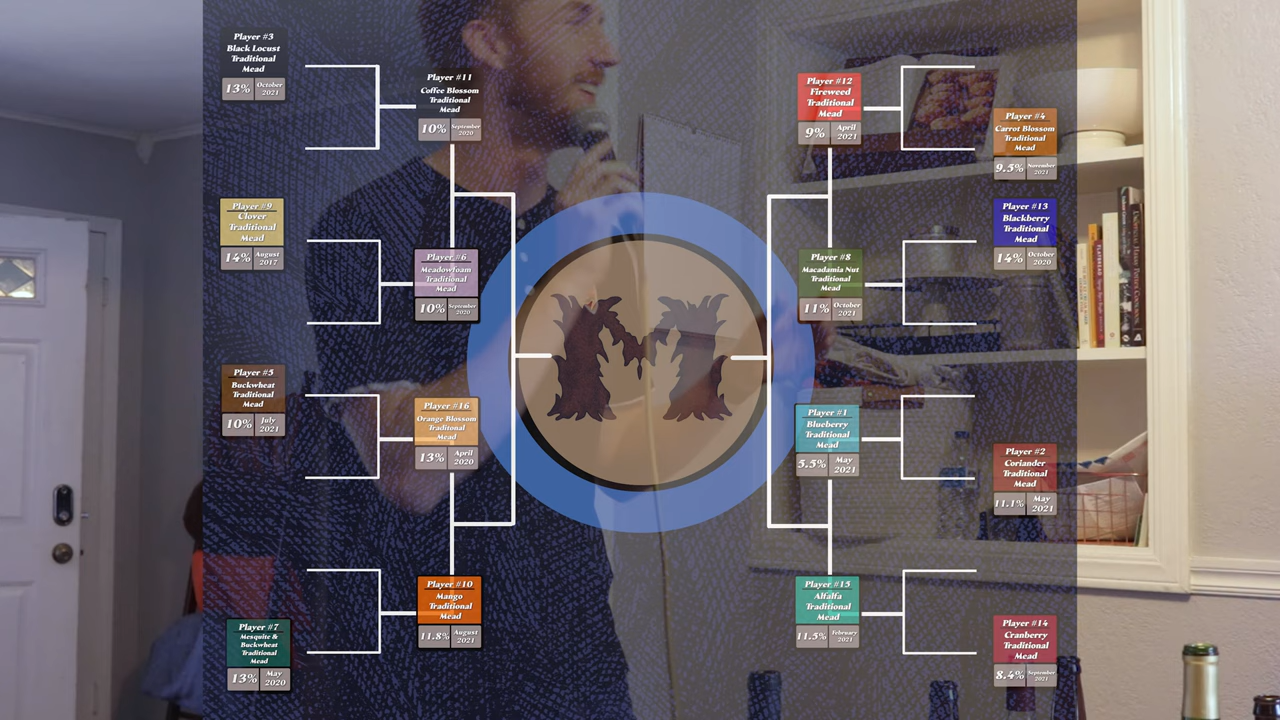 Player #3
Black Locust
Traditional
Mead
13% October
2021
Player #11
Coffee Blossom
Traditional
Mead
10% September
2020
Player #9
Clover
Traditional
Mead
14% August
2017
Player #6
Meadowfoam
Traditional
Mead
10% September
2020
Player #5
Buckwheat
Traditional
Mead
10% July
2021
Player #16
Orange Blossom
Traditional
Mead
13% April
2020
Player #7
Mesquite &
Buckwheat
Traditional
Mead
13% May
2020
Player #10
Mango
Traditional
Mead
11.8% August
2021
Player #12
Fireweed
Traditional
Mead
9% April
2021
Player #4
Carrot Blossom
Traditional
Mead
9.5% November
2021
Player #13
Blackberry
Traditional
Mead
14% October
2020
Player #8
Macadamia Nut
Traditional
Mead
11% October
2021
Player #1
Blueberry
Traditional
Mead
5.5% May
2021
Player #2
Coriander
Traditional
Mead
11.1% May
2021
Player #15
Alfalfa
Traditional
Mead
11.5% February
2021
Player #14
Cranberry
Traditional
Mead
8.4% September
2021